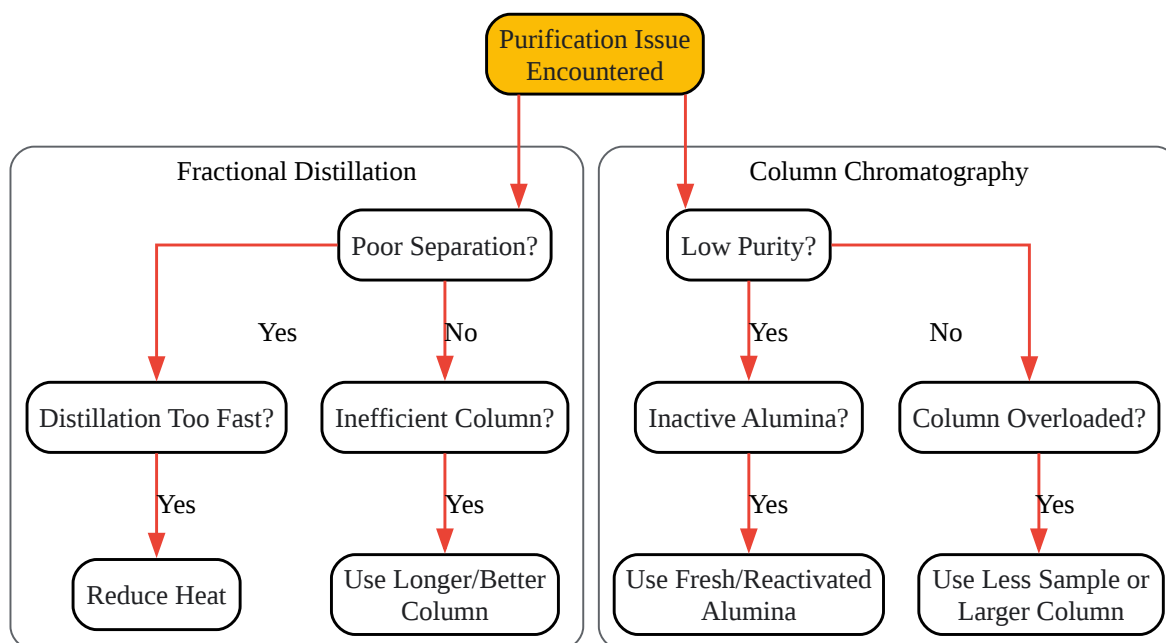 Purification Issue
Encountered
Fractional Distillation
Column Chromatography
Poor Separation?
Low Purity?
Yes
No
Yes
No
Distillation Too Fast?
Inefficient Column?
Inactive Alumina?
Column Overloaded?
Yes
Yes
Yes
Yes
Reduce Heat
Use Longer/Better
Column
Use Fresh/Reactivated
Alumina
Use Less Sample or
Larger Column